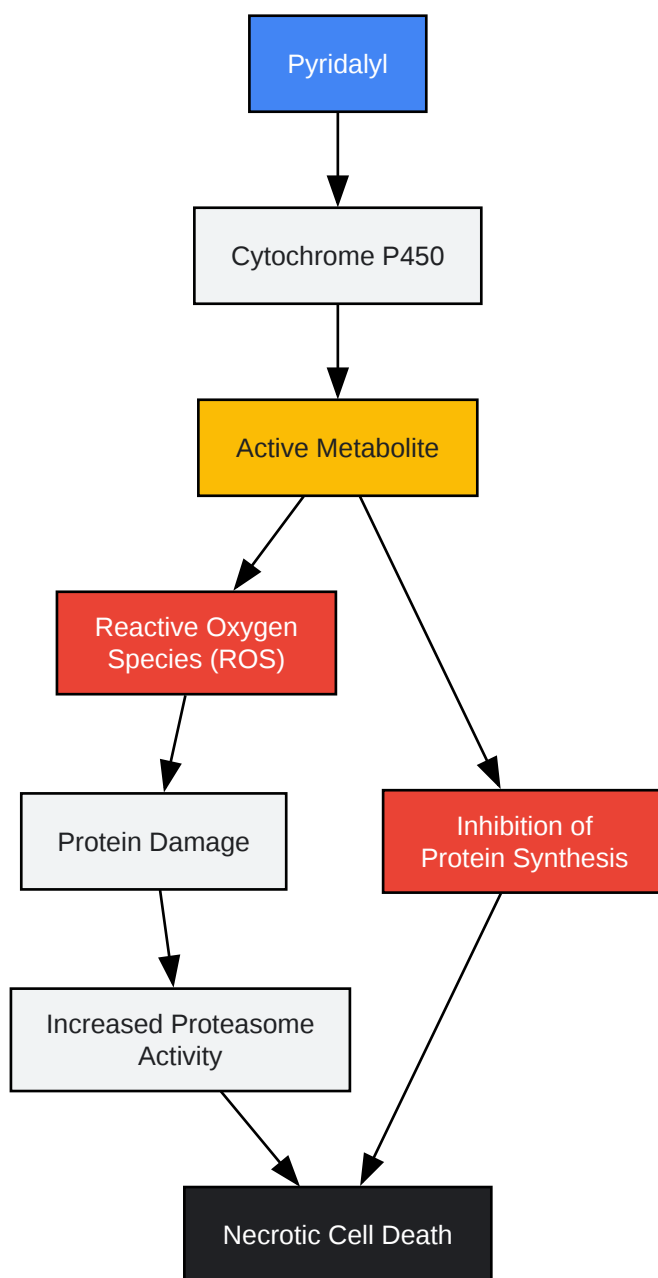 Pyridalyl
Cytochrome P450
Active Metabolite
Reactive Oxygen
Species (ROS)
Protein Damage
Inhibition of
Protein Synthesis
Increased Proteasome
Activity
Necrotic Cell Death